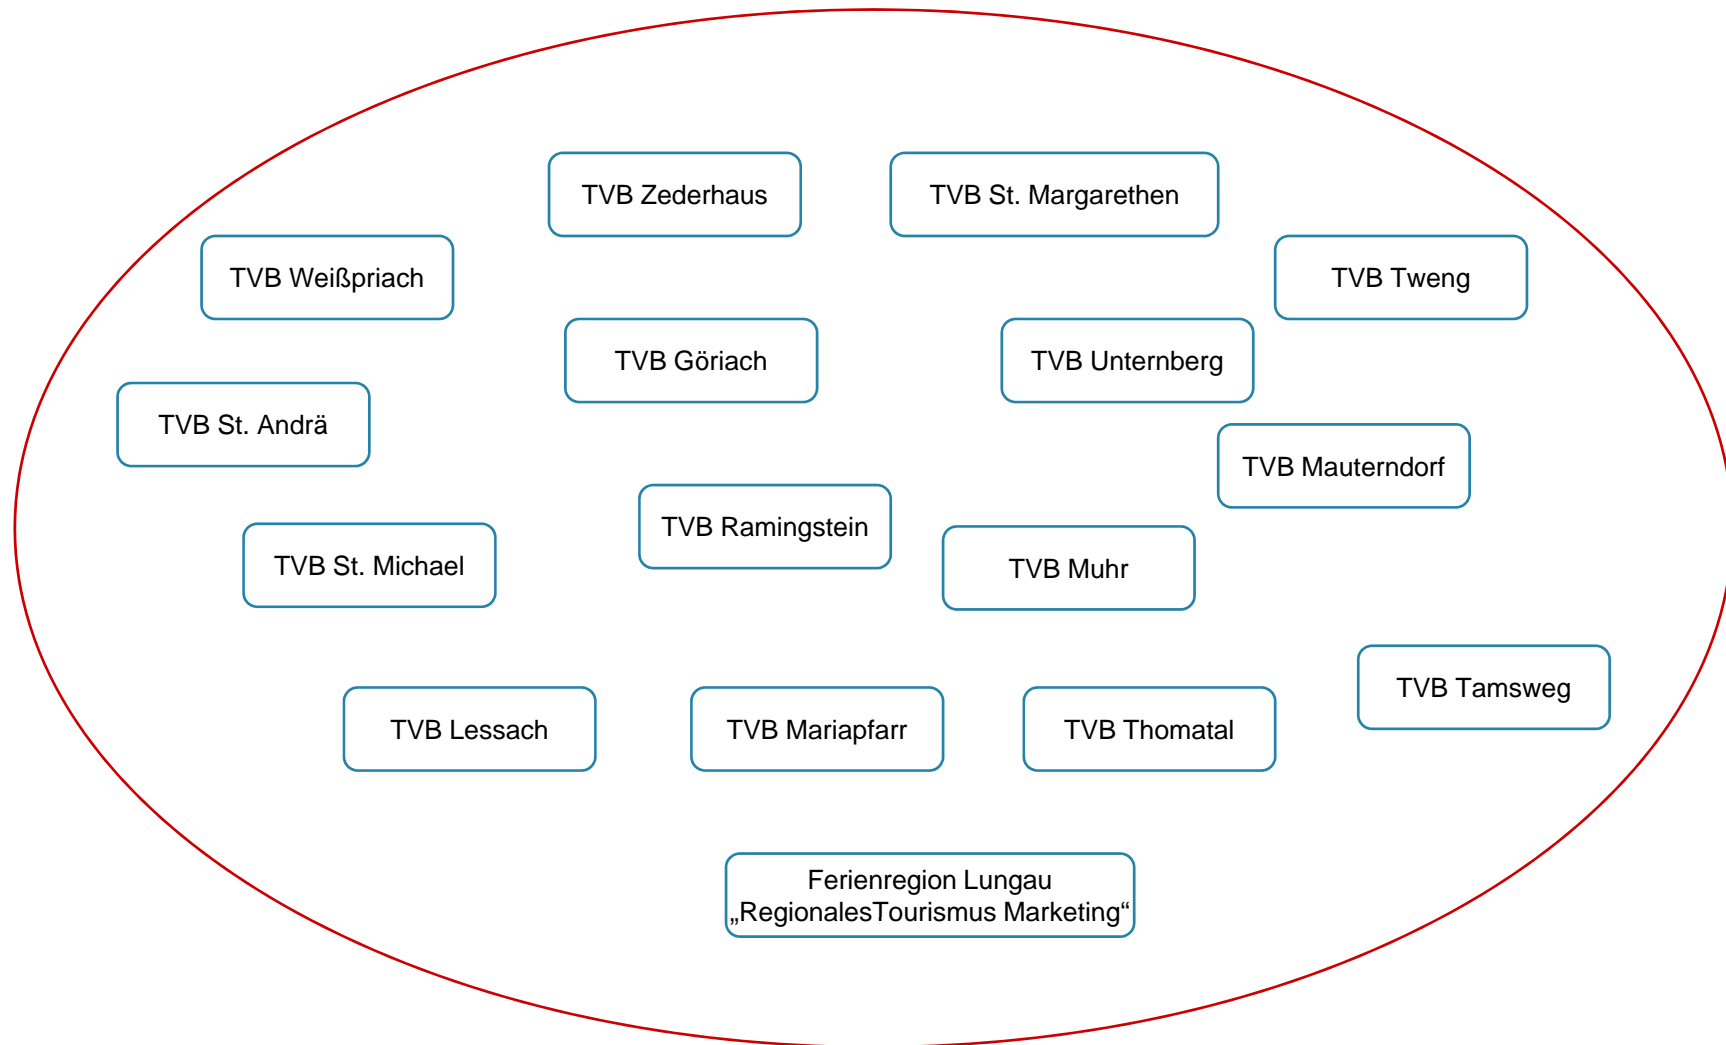 TVB Zederhaus
TVB St. Margarethen
TVB Weißpriach
TVB Tweng
TVB Göriach
TVB Unternberg
TVB St. Andrä
TVB Mauterndorf
TVB Ramingstein
TVB St. Michael
TVB Muhr
TVB Tamsweg
TVB Lessach
TVB Mariapfarr
TVB Thomatal
Ferienregion Lungau
„RegionalesTourismus Marketing“